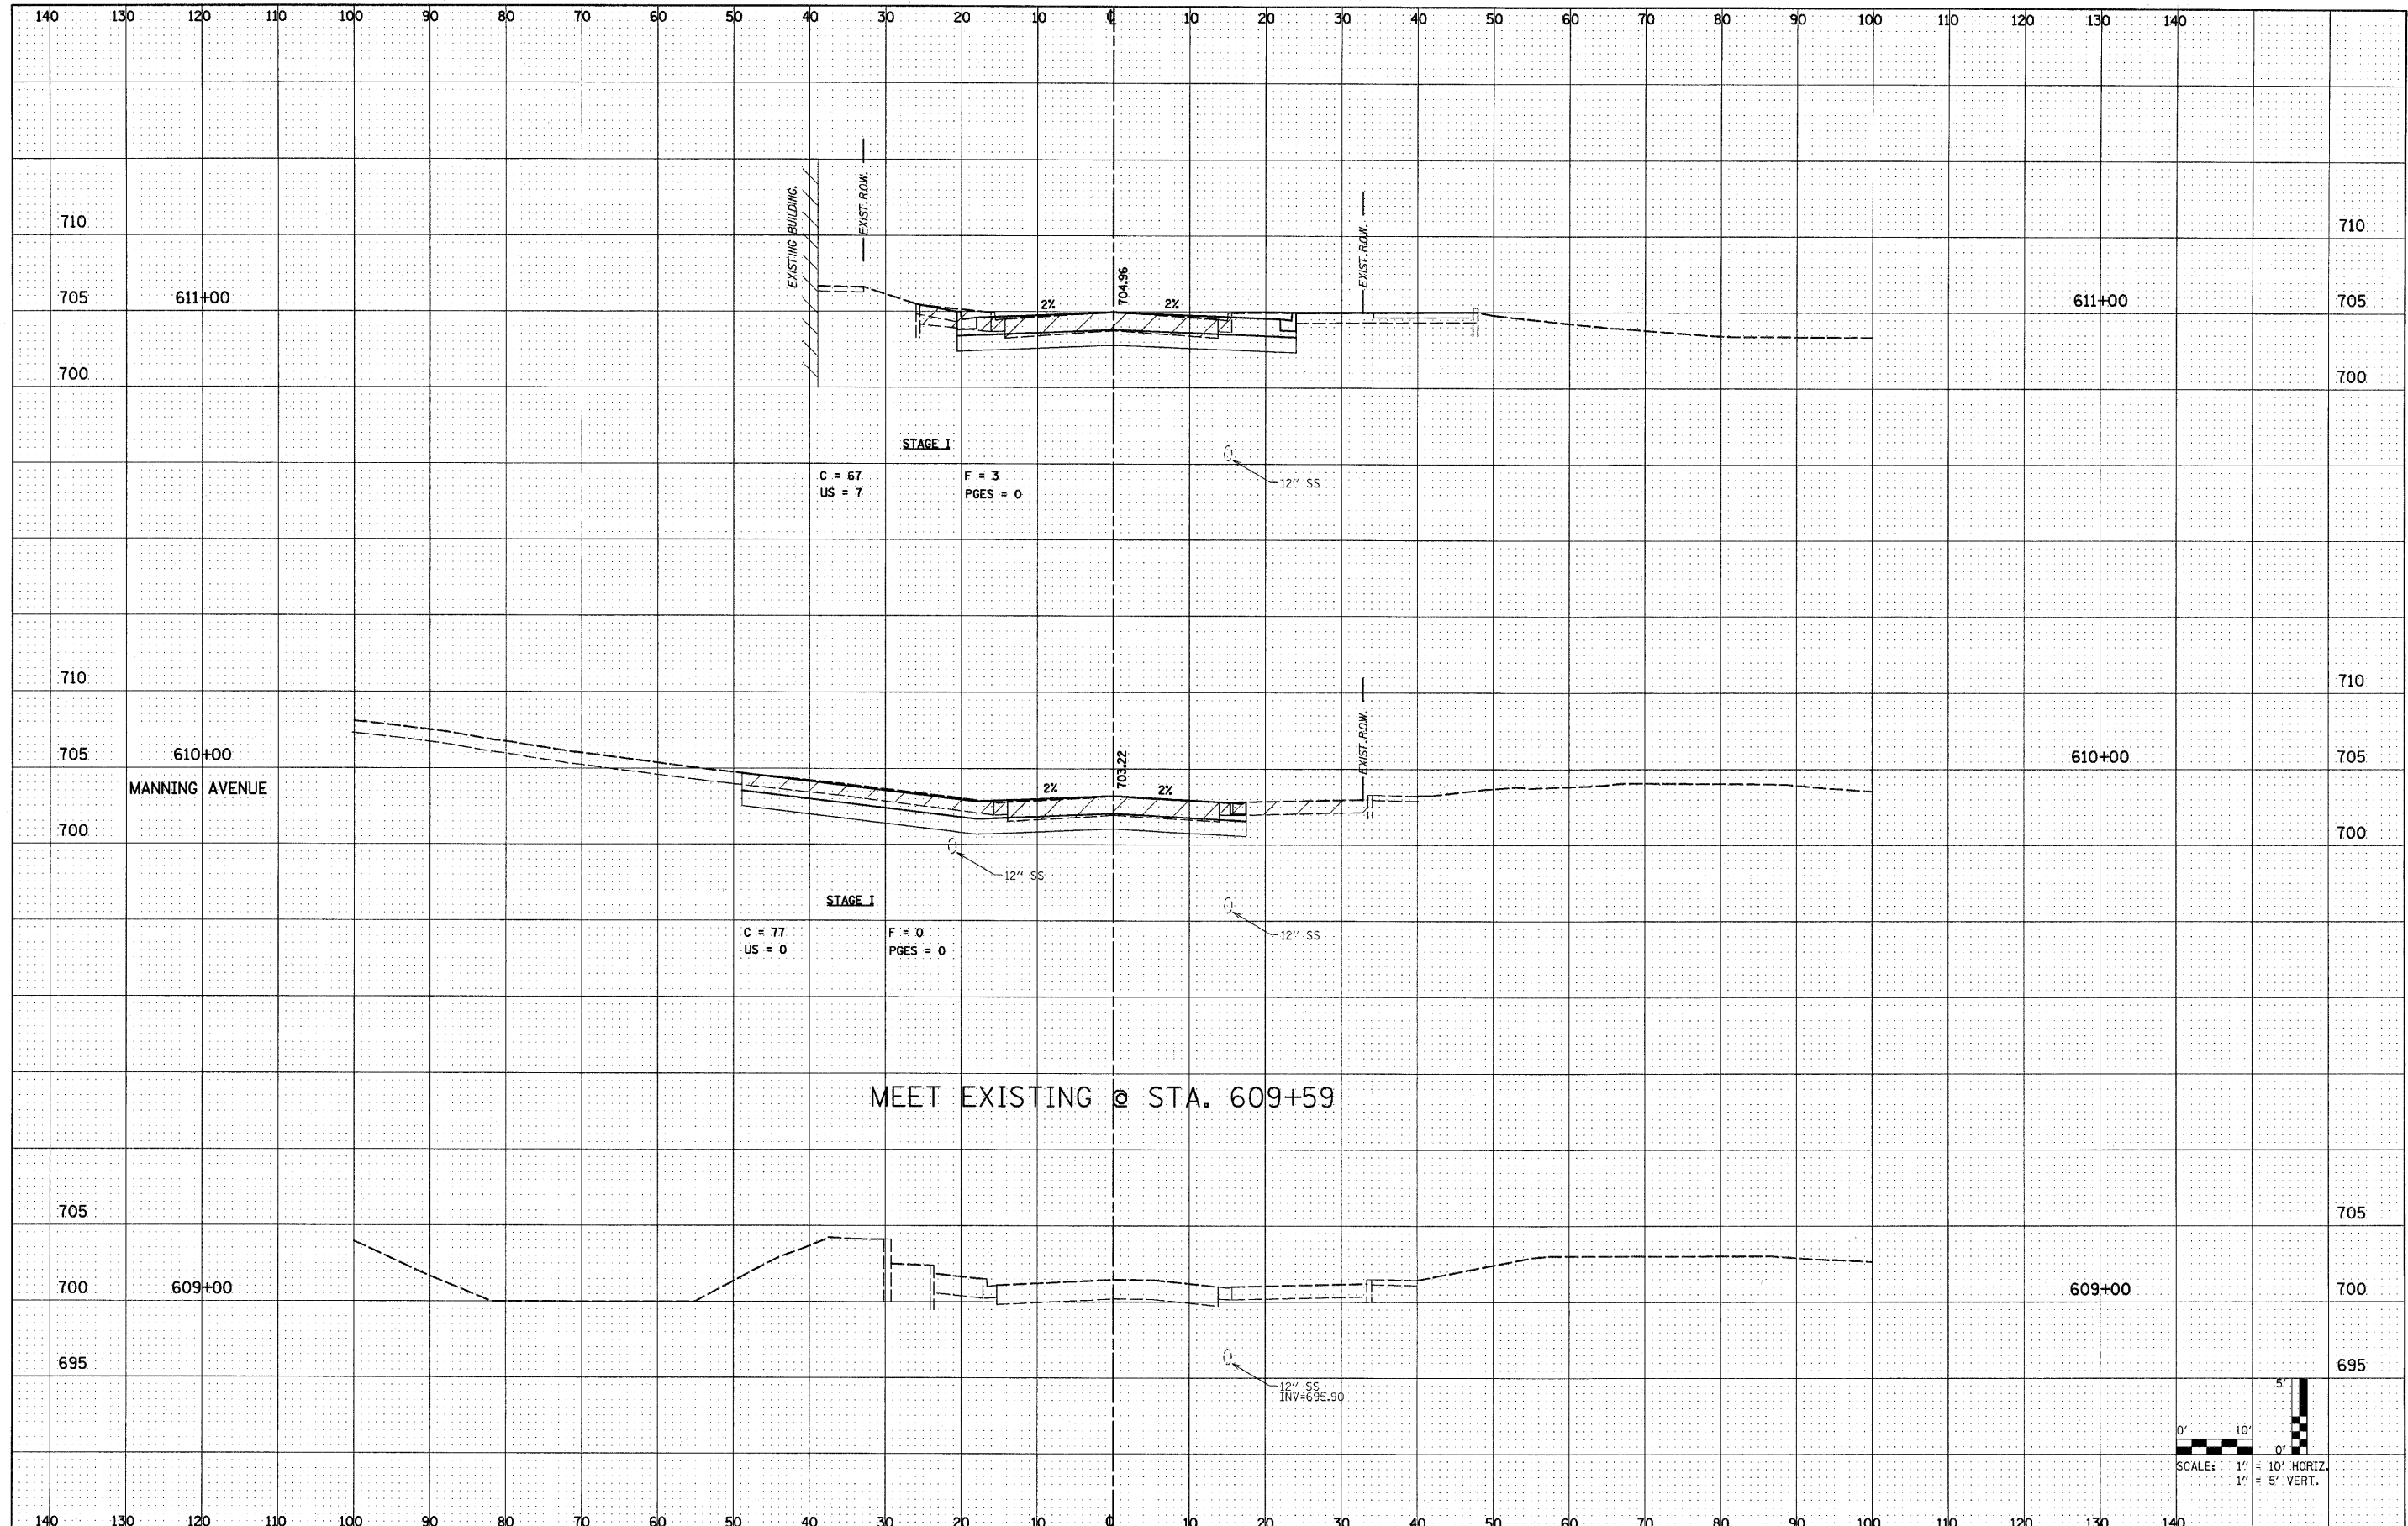 140 130 120 110 100 90 80 70 60 50 40 30 20 10 ℄ 10 20 30 40 50 60 70 80 90 100 110 120 130 140
EXISTING BUILDING.
EXIST. R.O.W.
EXIST. R.O.W.
710 710
704.96
705 611+00 2% 2% 611+00 705
700 700
STAGE I
C = 67 F = 3
US = 7 PGES = 0
12" SS
710 710
EXIST. R.O.W.
703.22
705 610+00 610+00 705
MANNING AVENUE 2% 2%
700 700
12" SS
STAGE I
C = 77 F = 0
US = 0 PGES = 0
12" SS
MEET EXISTING @ STA. 609+59
705 705
700 609+00 609+00 700
695 695
12" SS
INV=695.90
5'
0' 10'
0'
SCALE: 1" = 10' HORIZ.
1" = 5' VERT.
140 130 120 110 100 90 80 70 60 50 40 30 20 10 ℄ 10 20 30 40 50 60 70 80 90 100 110 120 130 140